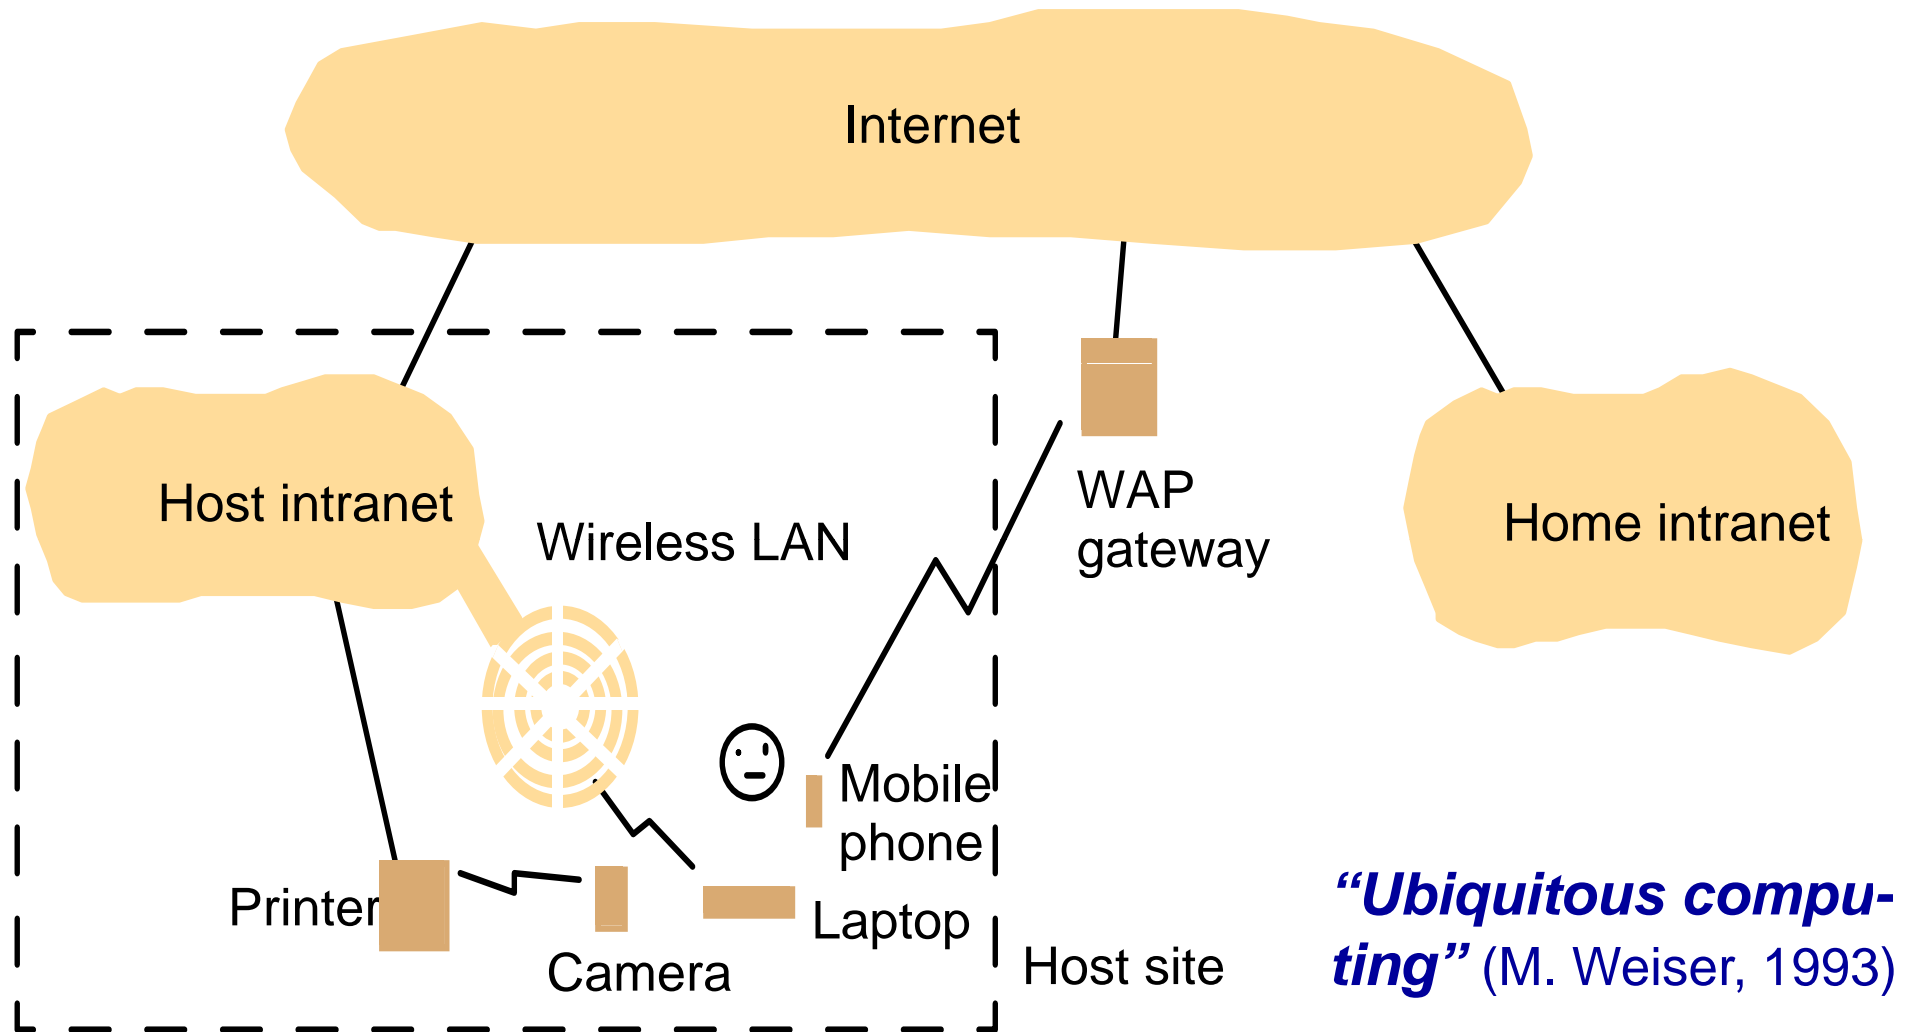 Internet
Host intranet
Wireless LAN
WAP
gateway
Home intranet
Mobile
phone
Printer
Laptop
Camera
Host site
“Ubiquitous compu-
ting” (M. Weiser, 1993)